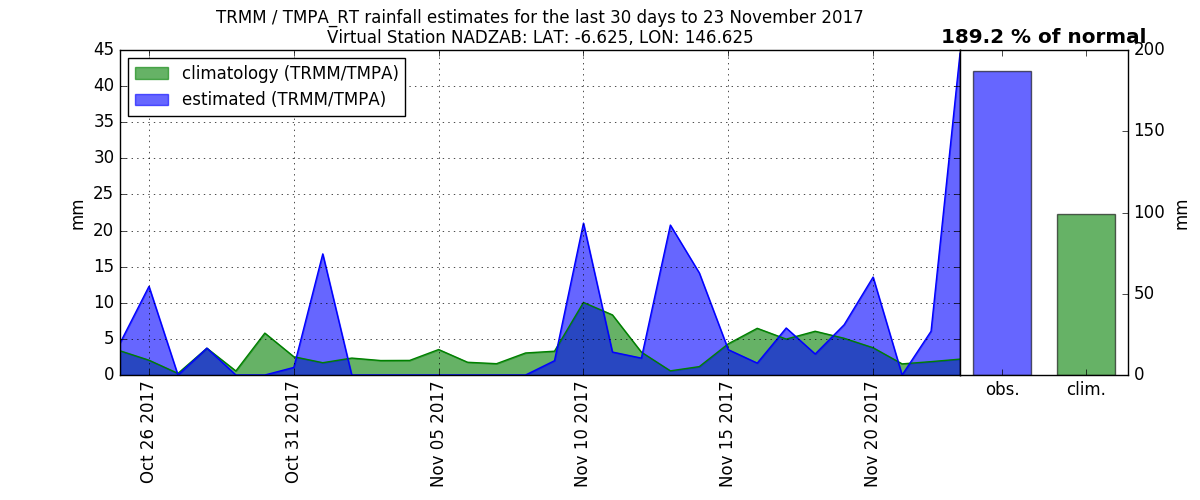 TRMM / TMPA_RT rainfall estimates for the last 30 days to 23 November 2017
Virtual Station NADZAB: LAT: -6.625, LON: 146.625
189.2 % of normal
climatology (TRMM/TMPA)
estimated (TRMM/TMPA)
45
40
35
30
25
20
15
10
5
0
mm
Oct 26 2017
Oct 31 2017
Nov 05 2017
Nov 10 2017
Nov 15 2017
Nov 20 2017
obs.
clim.
200
150
100
50
0
mm